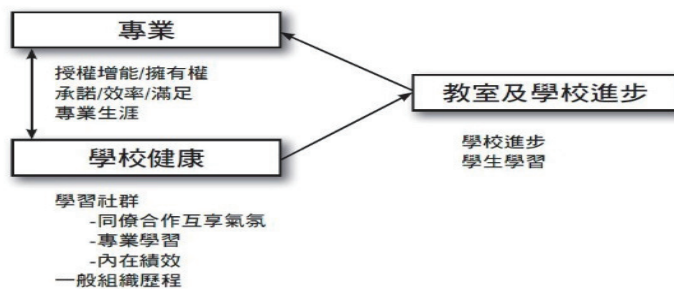 專業
授權增能/擁有權
承諾/效率/滿足
專業生涯
學校健康
學習社群
-同僚合作互享氣氛
-專業學習
-內在績效
一般組織歷程
教室及學校進步
學校進步
學生學習